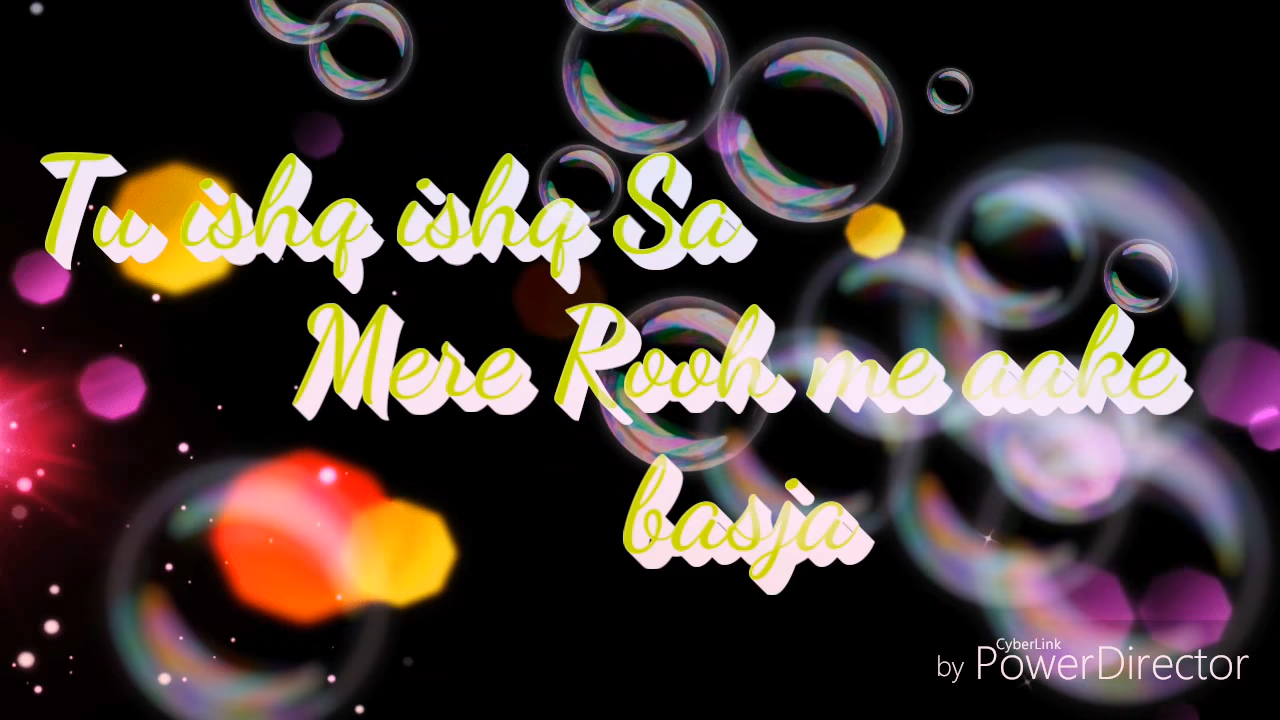 Tu ishq ishq Sa
Mere Rooh me aake
basja
CyberLink
by PowerDirector